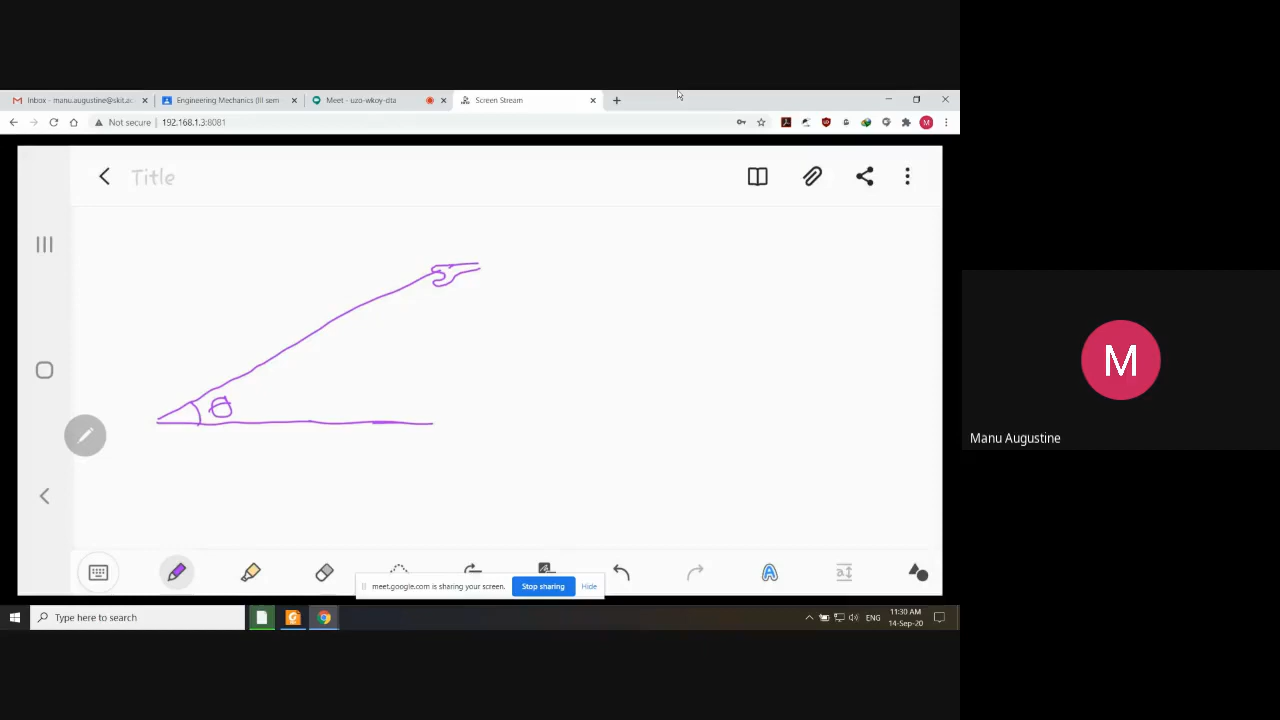 Inbox - manu.augustine@skit.a
Engineering Mechanics (III sem
Meet - uzo-wkoy-dta
Screen Stream
Not secure | 192.168.1.3:8081
M
Title
θ
M
Manu Augustine
meet.google.com is sharing your screen.
Stop sharing
Hide
Type here to search
ENG
11:30 AM
14-Sep-20